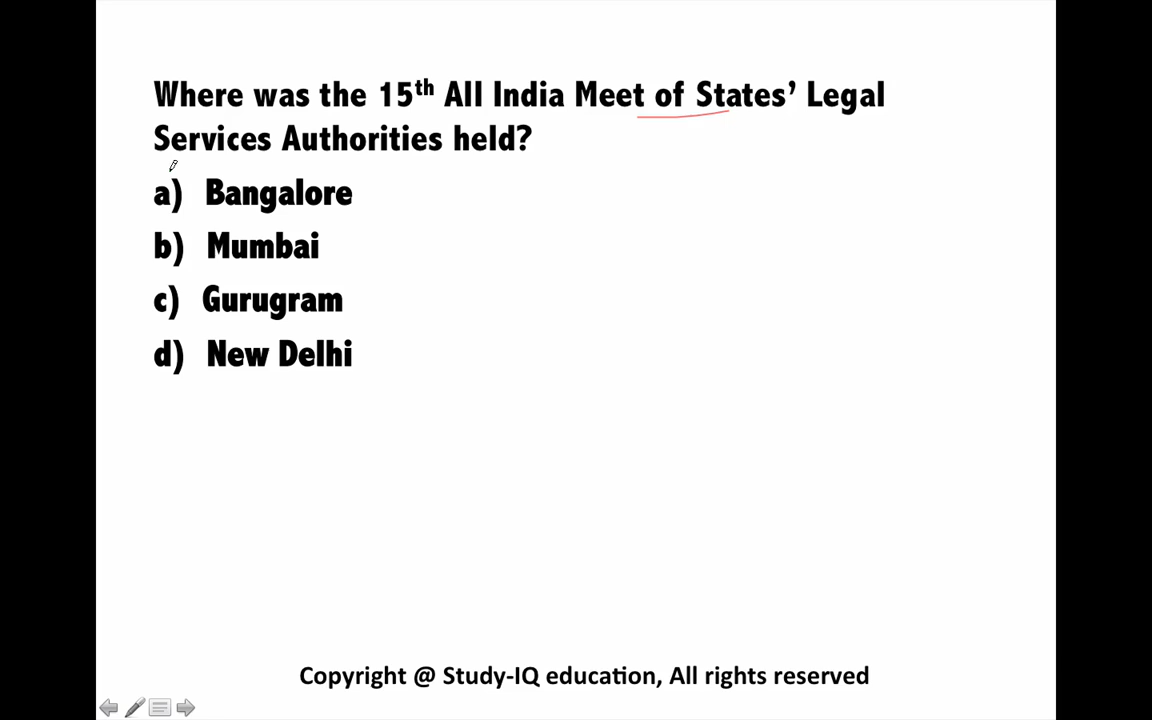 Where was the 15th All India Meet of States’ Legal
Services Authorities held?
a) Bangalore
b) Mumbai
c) Gurugram
d) New Delhi
Copyright @ Study-IQ education, All rights reserved